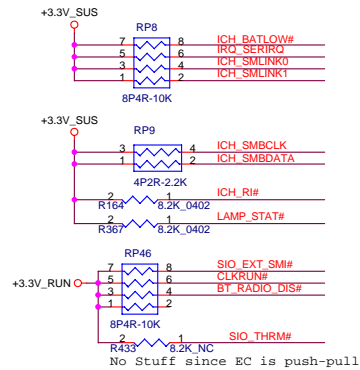 +3.3V_SUS
RP8
7 8 ICH_BATLOW#
5 6 IRQ_SERIRQ
3 4 ICH_SMLINK0
1 2 ICH_SMLINK1
8P4R-10K
+3.3V_SUS
RP9
3 4 ICH_SMBCLK
1 2 ICH_SMBDATA
4P2R-2.2K
2 1 ICH_RI#
R164 8.2K_0402
2 1 LAMP_STAT#
R367 8.2K_0402
RP46
7 8 SIO_EXT_SMI#
5 6 CLKRUN#
+3.3V_RUN 3 4 BT_RADIO_DIS#
1 2
8P4R-10K
2 1 SIO_THRM#
R433 8.2K_NC
No Stuff since EC is push-pull